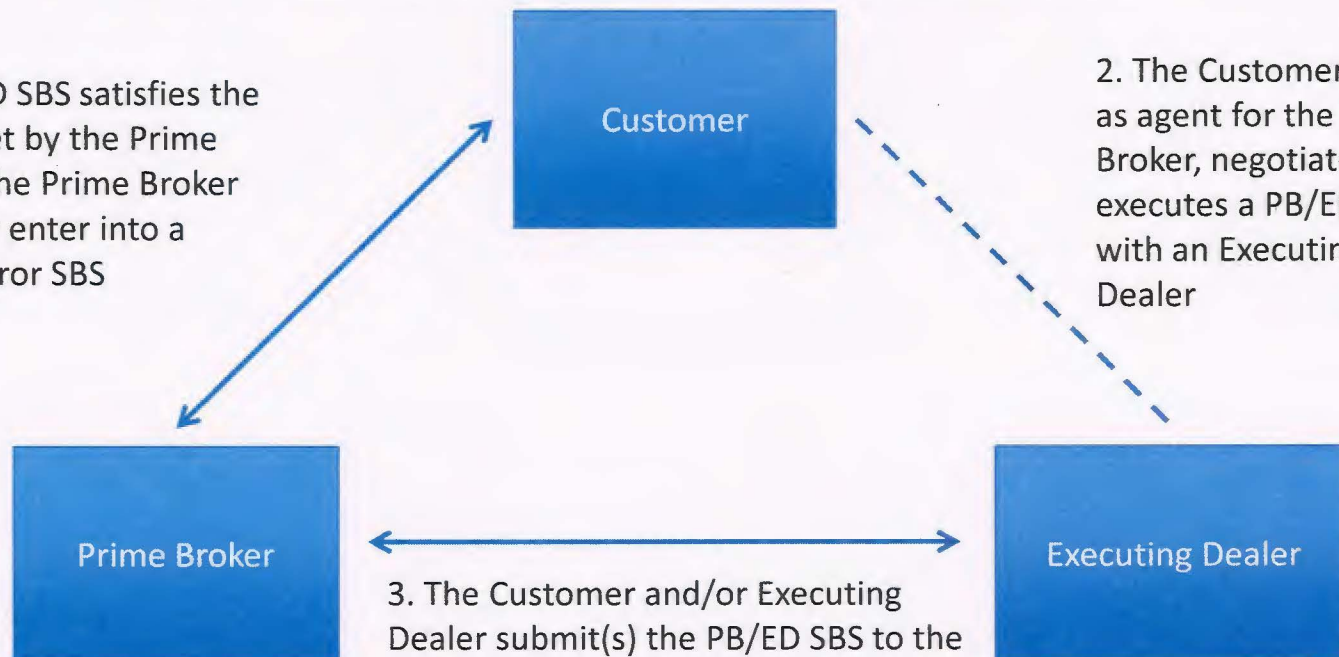 Customer
D SBS satisfies the
et by the Prime
he Prime Broker
enter into a
ror SBS
2. The Customer
as agent for the
Broker, negotiat
executes a PB/E
with an Executin
Dealer
Prime Broker
Executing Dealer
3. The Customer and/or Executing
Dealer submit(s) the PB/ED SBS to the